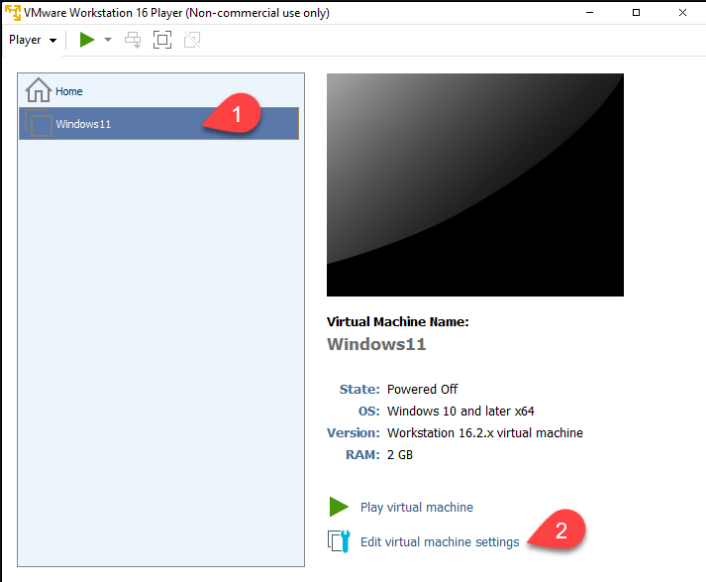 VMware Workstation 16 Player (Non-commercial use only)
Player
Home
Windows11
1
Virtual Machine Name:
Windows11
State: Powered Off
OS: Windows 10 and later x64
Version: Workstation 16.2.x virtual machine
RAM: 2 GB
Play virtual machine
Edit virtual machine settings
2